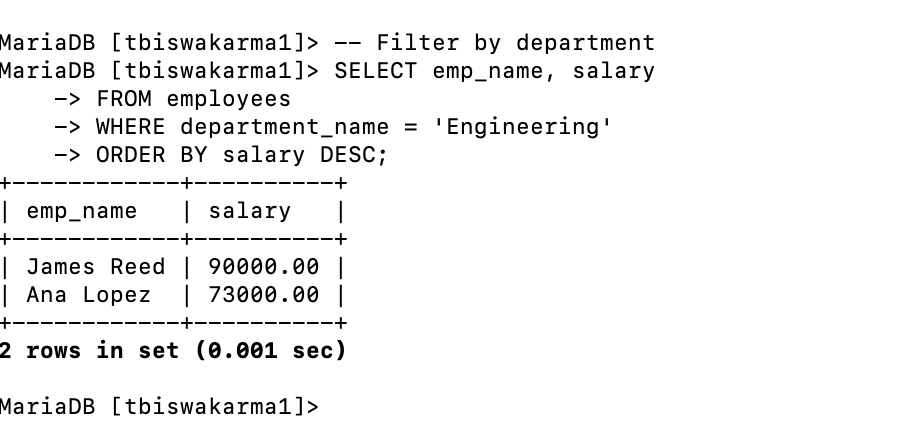 MariaDB [tbiswakarma1]> -- Filter by department
MariaDB [tbiswakarma1]> SELECT emp_name, salary
    -> FROM employees
    -> WHERE department_name = 'Engineering'
    -> ORDER BY salary DESC;
+------------+----------+
| emp_name   | salary   |
+------------+----------+
| James Reed | 90000.00 |
| Ana Lopez  | 73000.00 |
+------------+----------+
2 rows in set (0.001 sec)
MariaDB [tbiswakarma1]>